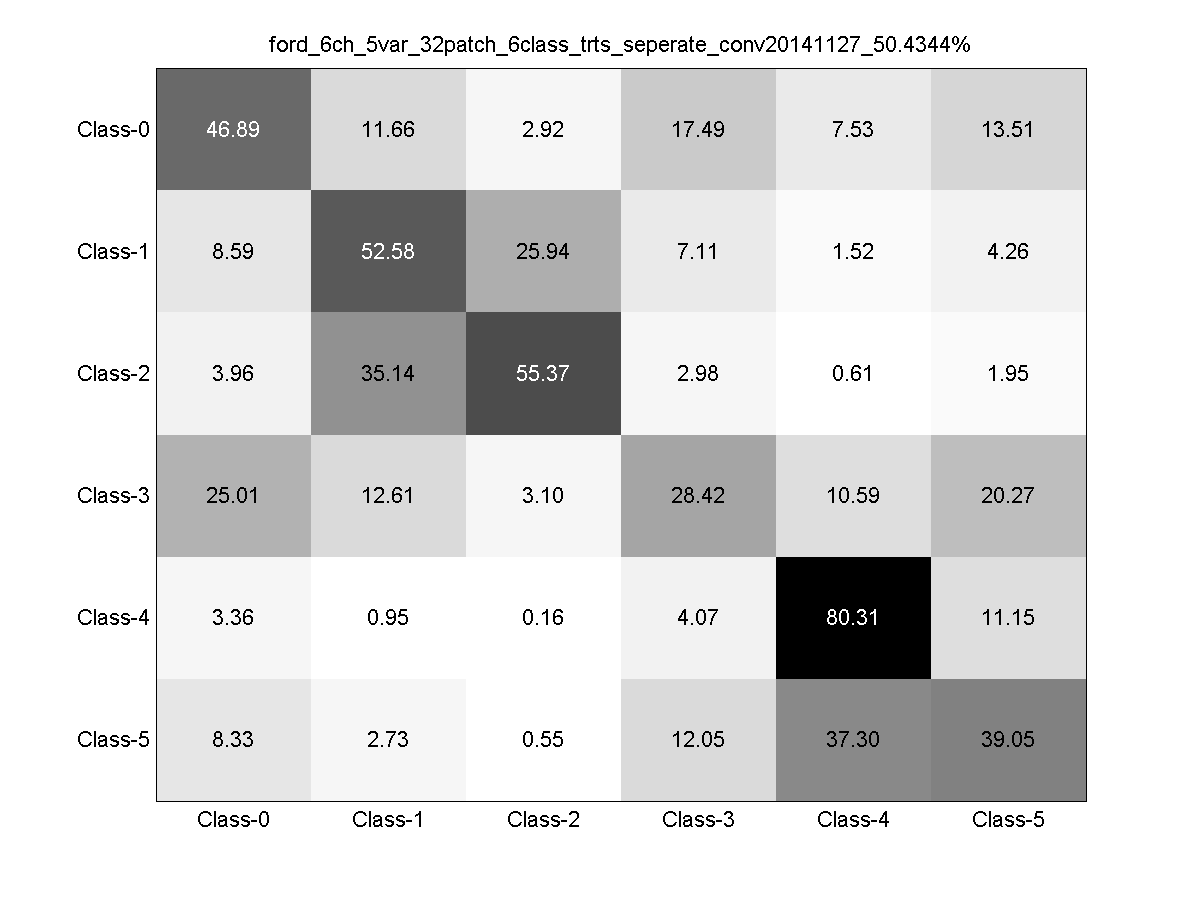 ford_6ch_5var_32patch_6class_trts_seperate_conv20141127_50.4344%
Class-0 46.89 11.66 2.92 17.49 7.53 13.51
Class-1 8.59 52.58 25.94 7.11 1.52 4.26
Class-2 3.96 35.14 55.37 2.98 0.61 1.95
Class-3 25.01 12.61 3.10 28.42 10.59 20.27
Class-4 3.36 0.95 0.16 4.07 80.31 11.15
Class-5 8.33 2.73 0.55 12.05 37.30 39.05
Class-0 Class-1 Class-2 Class-3 Class-4 Class-5